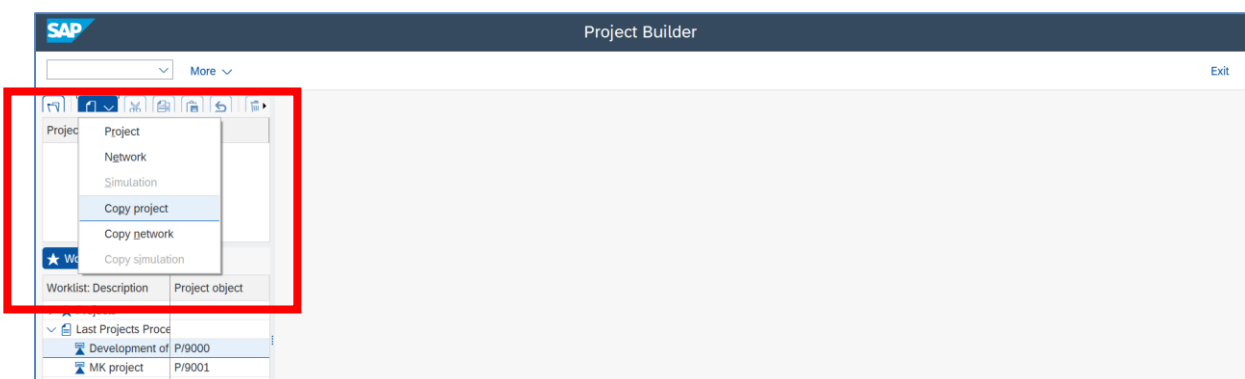 SAP
Project Builder
More
Exit
Projec
Project
Network
Simulation
Copy project
Copy network
Wo
Copy simulation
Worklist: Description Project object
Last Projects Proce
Development of P/9000
MK project P/9001